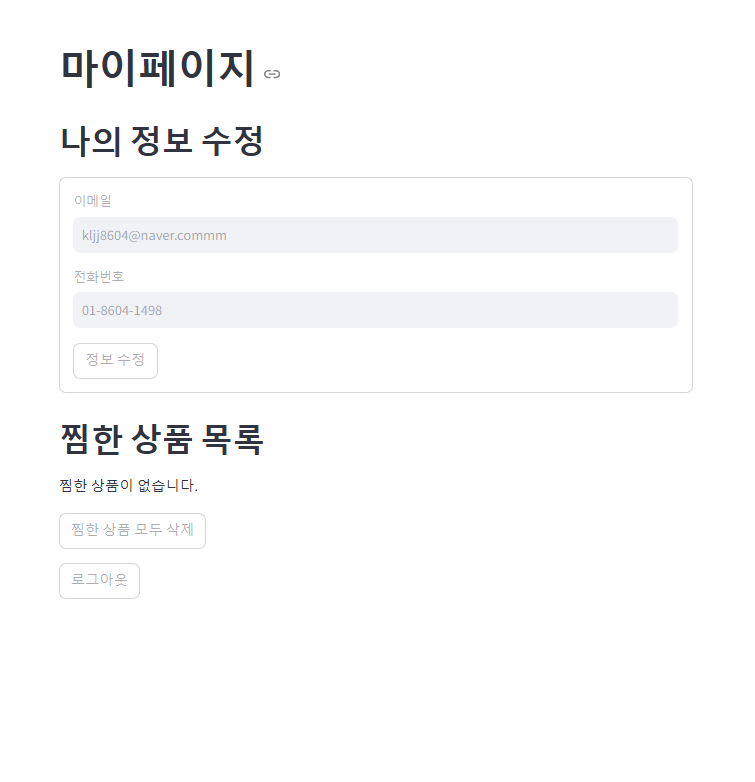 마이페이지
나의 정보 수정
이메일
kljj8604@naver.commm
전화번호
01-8604-1498
정보 수정
찜한 상품 목록
찜한 상품이 없습니다.
찜한 상품 모두 삭제
로그아웃